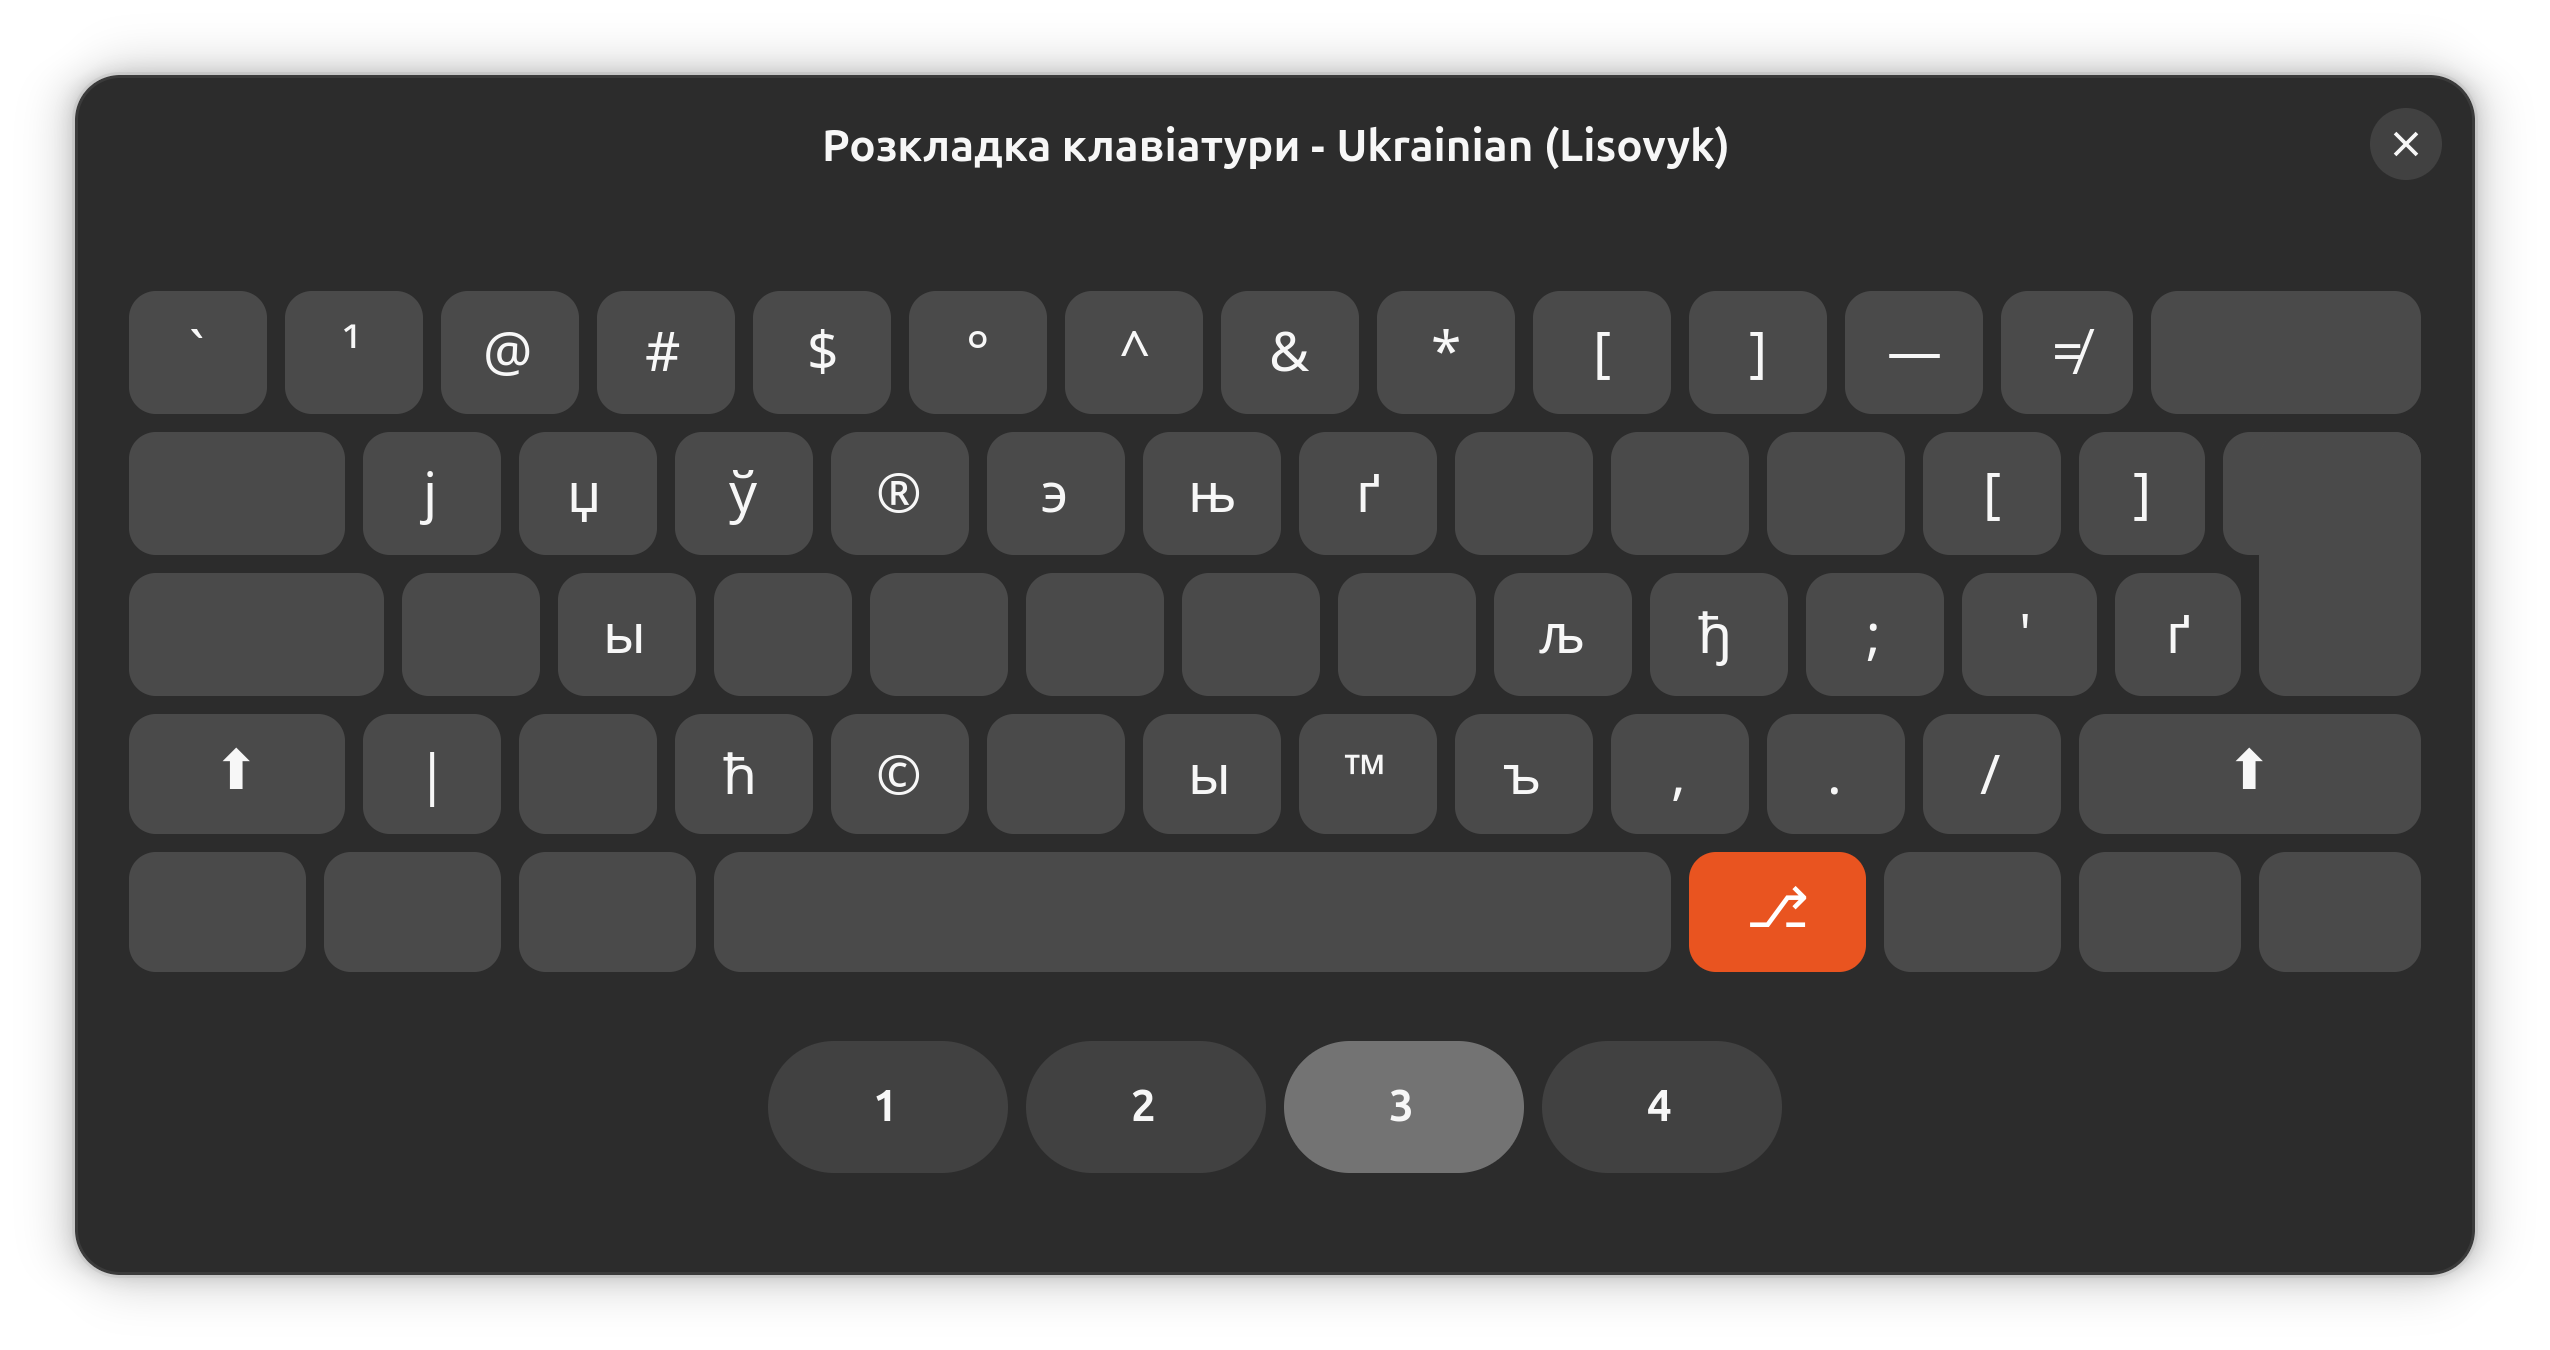 Розкладка клавіатури - Ukrainian (Lisovyk) ×
` ¹ @ # $ ° ^ & * [ ] — ≠
ј џ ў ® э њ ґ [ ]
ы љ ђ ; ' ґ
⬆ | ћ © ы ™ ъ , . / ⬆
⎇
1 2 3 4